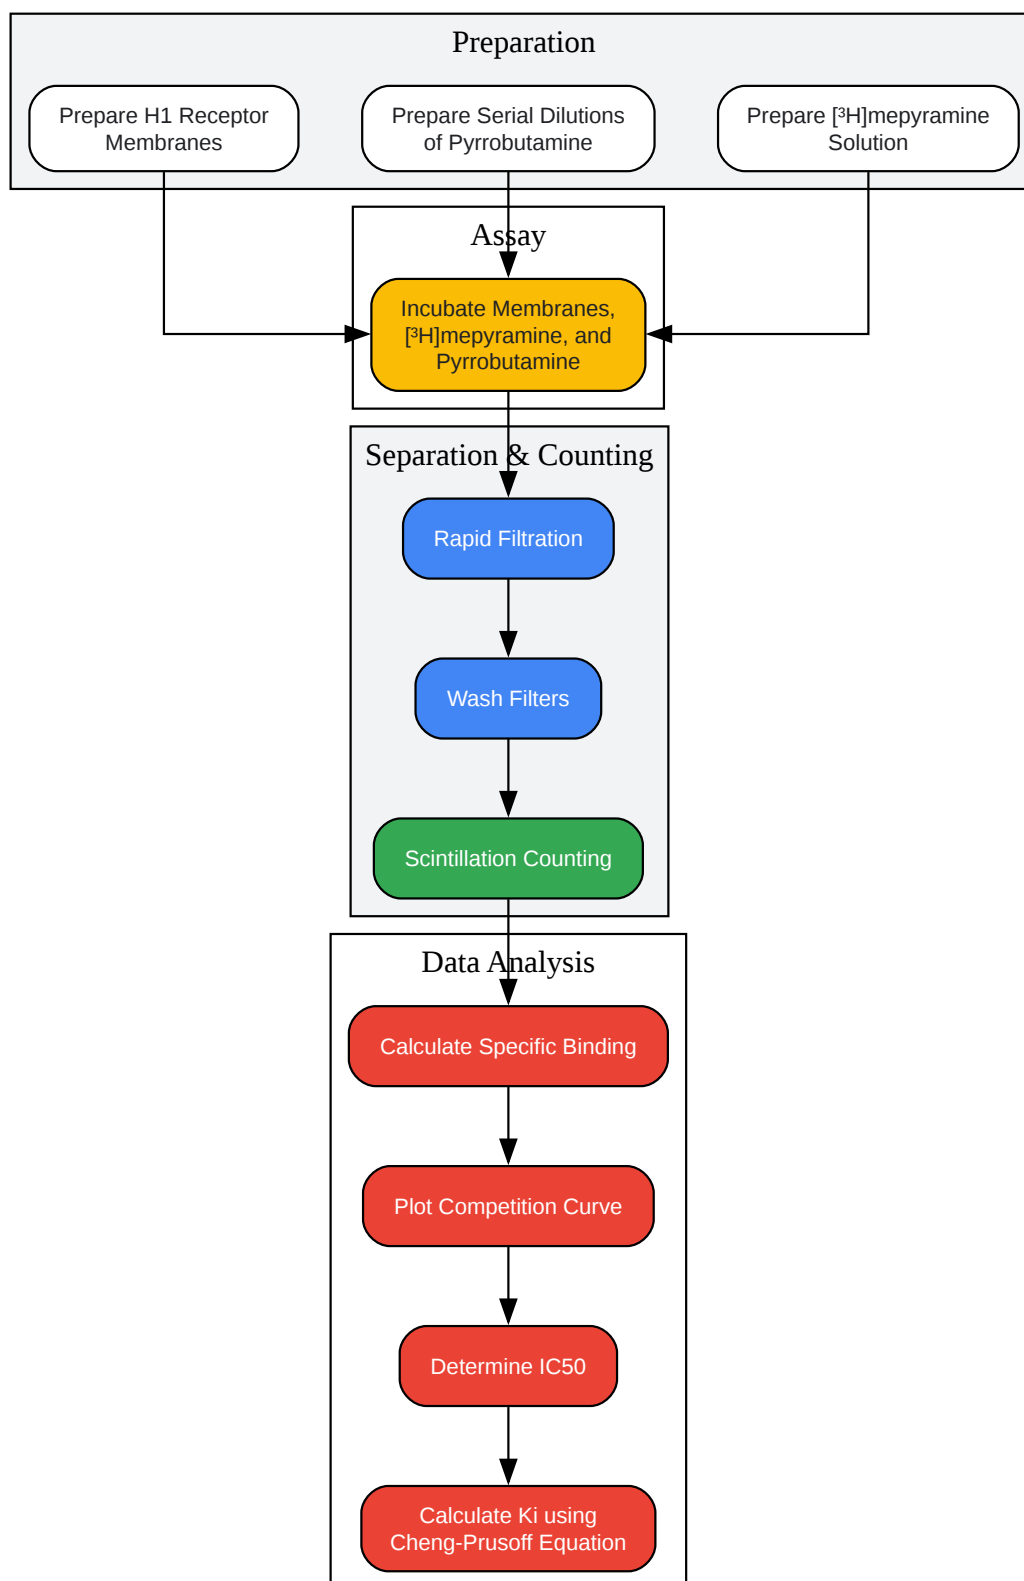 Preparation
Prepare H1 Receptor
Membranes
Prepare Serial Dilutions
of Pyrrobutamine
Prepare [³H]mepyramine
Solution
Assay
Incubate Membranes,
[³H]mepyramine, and
Pyrrobutamine
Separation & Counting
Rapid Filtration
Wash Filters
Scintillation Counting
Data Analysis
Calculate Specific Binding
Plot Competition Curve
Determine IC50
Calculate Ki using
Cheng-Prusoff Equation